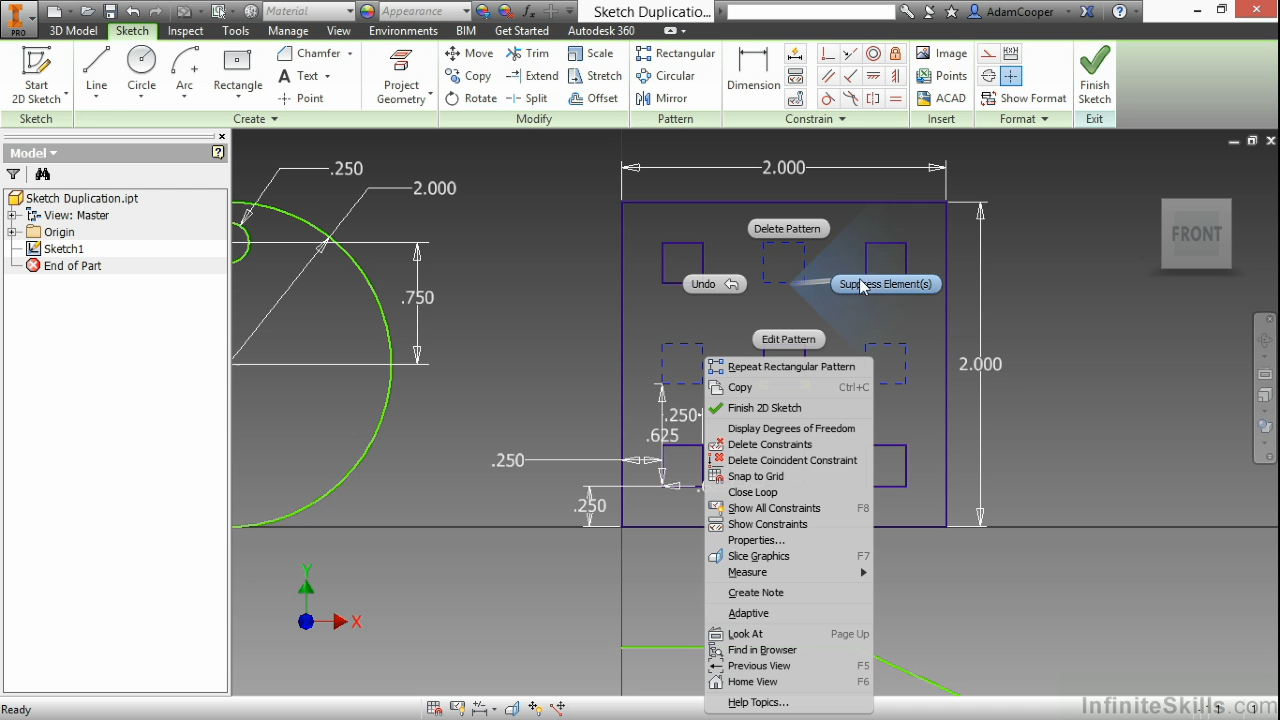 Material
Appearance
Sketch Duplicatio...
AdamCooper
PRO
3D Model Sketch Inspect Tools Manage View Environments BIM Get Started Autodesk 360
Start
2D Sketch
Line
Circle
Arc
Rectangle
Chamfer
Text
Point
Project
Geometry
Move
Copy
Rotate
Trim
Extend
Split
Scale
Stretch
Offset
Rectangular
Circular
Mirror
Dimension
Image
Points
ACAD
Show Format
Finish
Sketch
Sketch Create Modify Pattern Constrain Insert Format Exit
Model
Sketch Duplication.ipt
View: Master
Origin
Sketch1
End of Part
.250
2.000
.750
2.000
2.000
.250
.625
.250
.250
FRONT
Delete Pattern
Undo
Suppress Element(s)
Edit Pattern
Repeat Rectangular Pattern
Copy Ctrl+C
Finish 2D Sketch
Display Degrees of Freedom
Delete Constraints
Delete Coincident Constraint
Snap to Grid
Close Loop
Show All Constraints F8
Show Constraints
Properties...
Slice Graphics F7
Measure
Create Note
Adaptive
Look At Page Up
Find in Browser
Previous View F5
Home View F6
Help Topics...
Y
X
Ready
InfiniteSkills.com